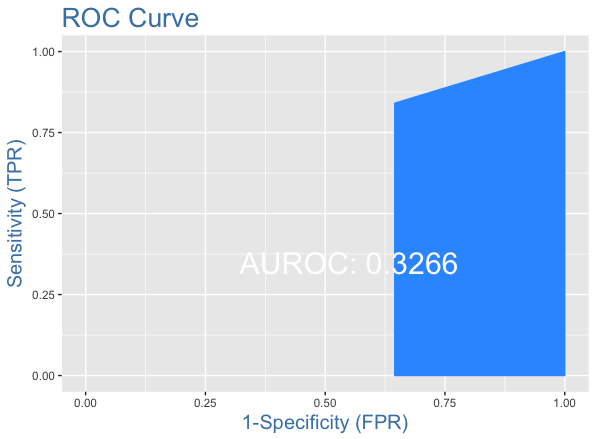 ROC Curve
1.00
0.75
0.50
0.25
0.00
Sensitivity (TPR)
AUROC: 0.3266
0.00 0.25 0.50 0.75 1.00
1-Specificity (FPR)